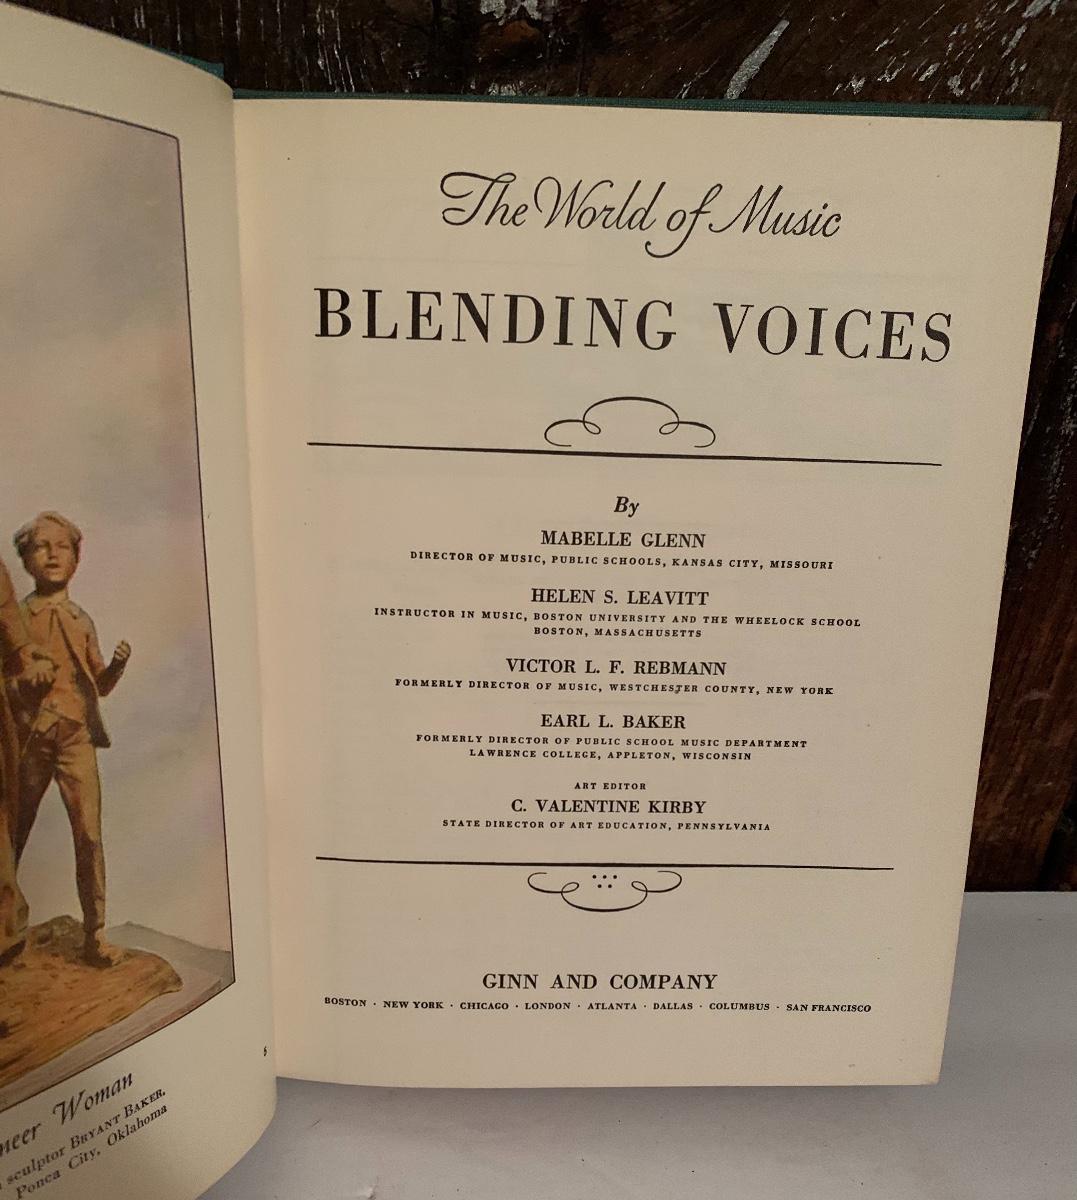 The World of Music
BLENDING VOICES
By
MABELLE GLENN
DIRECTOR OF MUSIC, PUBLIC SCHOOLS, KANSAS CITY, MISSOURI
HELEN S. LEAVITT
INSTRUCTOR IN MUSIC, BOSTON UNIVERSITY AND THE WHEELOCK SCHOOL
BOSTON, MASSACHUSETTS
VICTOR L. F. REBMANN
FORMERLY DIRECTOR OF MUSIC, WESTCHESTER COUNTY, NEW YORK
EARL L. BAKER
FORMERLY DIRECTOR OF PUBLIC SCHOOL MUSIC DEPARTMENT
LAWRENCE COLLEGE, APPLETON, WISCONSIN
ART EDITOR
C. VALENTINE KIRBY
STATE DIRECTOR OF ART EDUCATION, PENNSYLVANIA
GINN AND COMPANY
BOSTON · NEW YORK · CHICAGO · LONDON · ATLANTA · DALLAS · COLUMBUS · SAN FRANCISCO
Woman
sculptor BRYANT BAKER,
Ponca City, Oklahoma